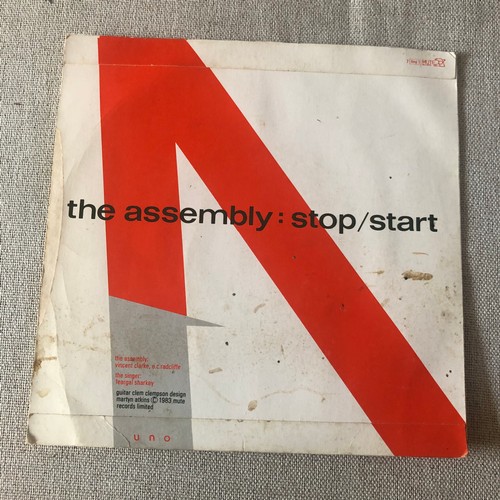 the assembly: stop/start
the assembly:
vincent clarke, e.c.radcliffe
the singer:
feargal sharkey
guitar clem clempson design
martyn atkins © 1983 mute
records limited
uno